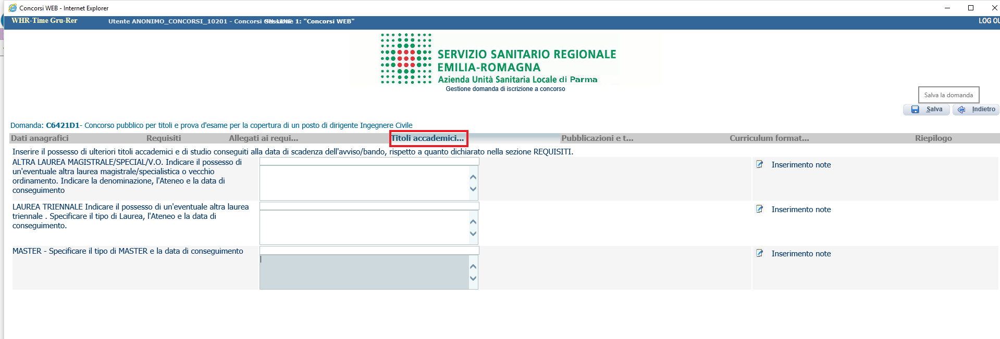 Concorsi WEB - Internet Explorer
WHR-Time Gru-Rer
Utente ANONIMO_CONCORSI_10201 - Concorsi
Sessione 1: "Concorsi WEB"
LOG OU
SERVIZIO SANITARIO REGIONALE
EMILIA-ROMAGNA
Azienda Unità Sanitaria Locale di Parma
Gestione domanda di iscrizione a concorso
Salva la domanda
Salva
Indietro
Domanda: C6421D1- Concorso pubblico per titoli e prova d'esame per la copertura di un posto di dirigente Ingegnere Civile
Dati anagrafici Requisiti Allegati ai requi... Titoli accademici... Pubblicazioni e t... Curriculum format... Riepilogo
Inserire il possesso di ulteriori titoli accademici e di studio conseguiti alla data di scadenza dell'avviso/bando, rispetto a quanto dichiarato nella sezione REQUISITI.
ALTRA LAUREA MAGISTRALE/SPECIAL/V.O. Indicare il possesso di
un'eventuale altra laurea magistrale/specialistica o vecchio
ordinamento. Indicare la denominazione, l'Ateneo e la data di
conseguimento
Inserimento note
LAUREA TRIENNALE Indicare il possesso di un'eventuale altra laurea
triennale . Specificare il tipo di Laurea, l'Ateneo e la data di
conseguimento.
Inserimento note
MASTER - Specificare il tipo di MASTER e la data di conseguimento
Inserimento note